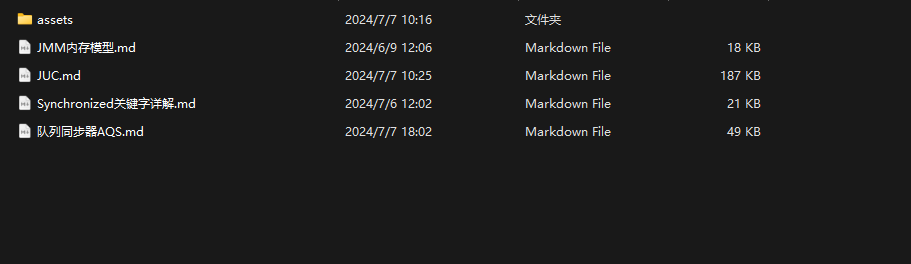 assets 2024/7/7 10:16 文件夹
JMM内存模型.md 2024/6/9 12:06 Markdown File 18 KB
JUC.md 2024/7/7 10:25 Markdown File 187 KB
Synchronized关键字详解.md 2024/7/6 12:02 Markdown File 21 KB
队列同步器AQS.md 2024/7/7 18:02 Markdown File 49 KB